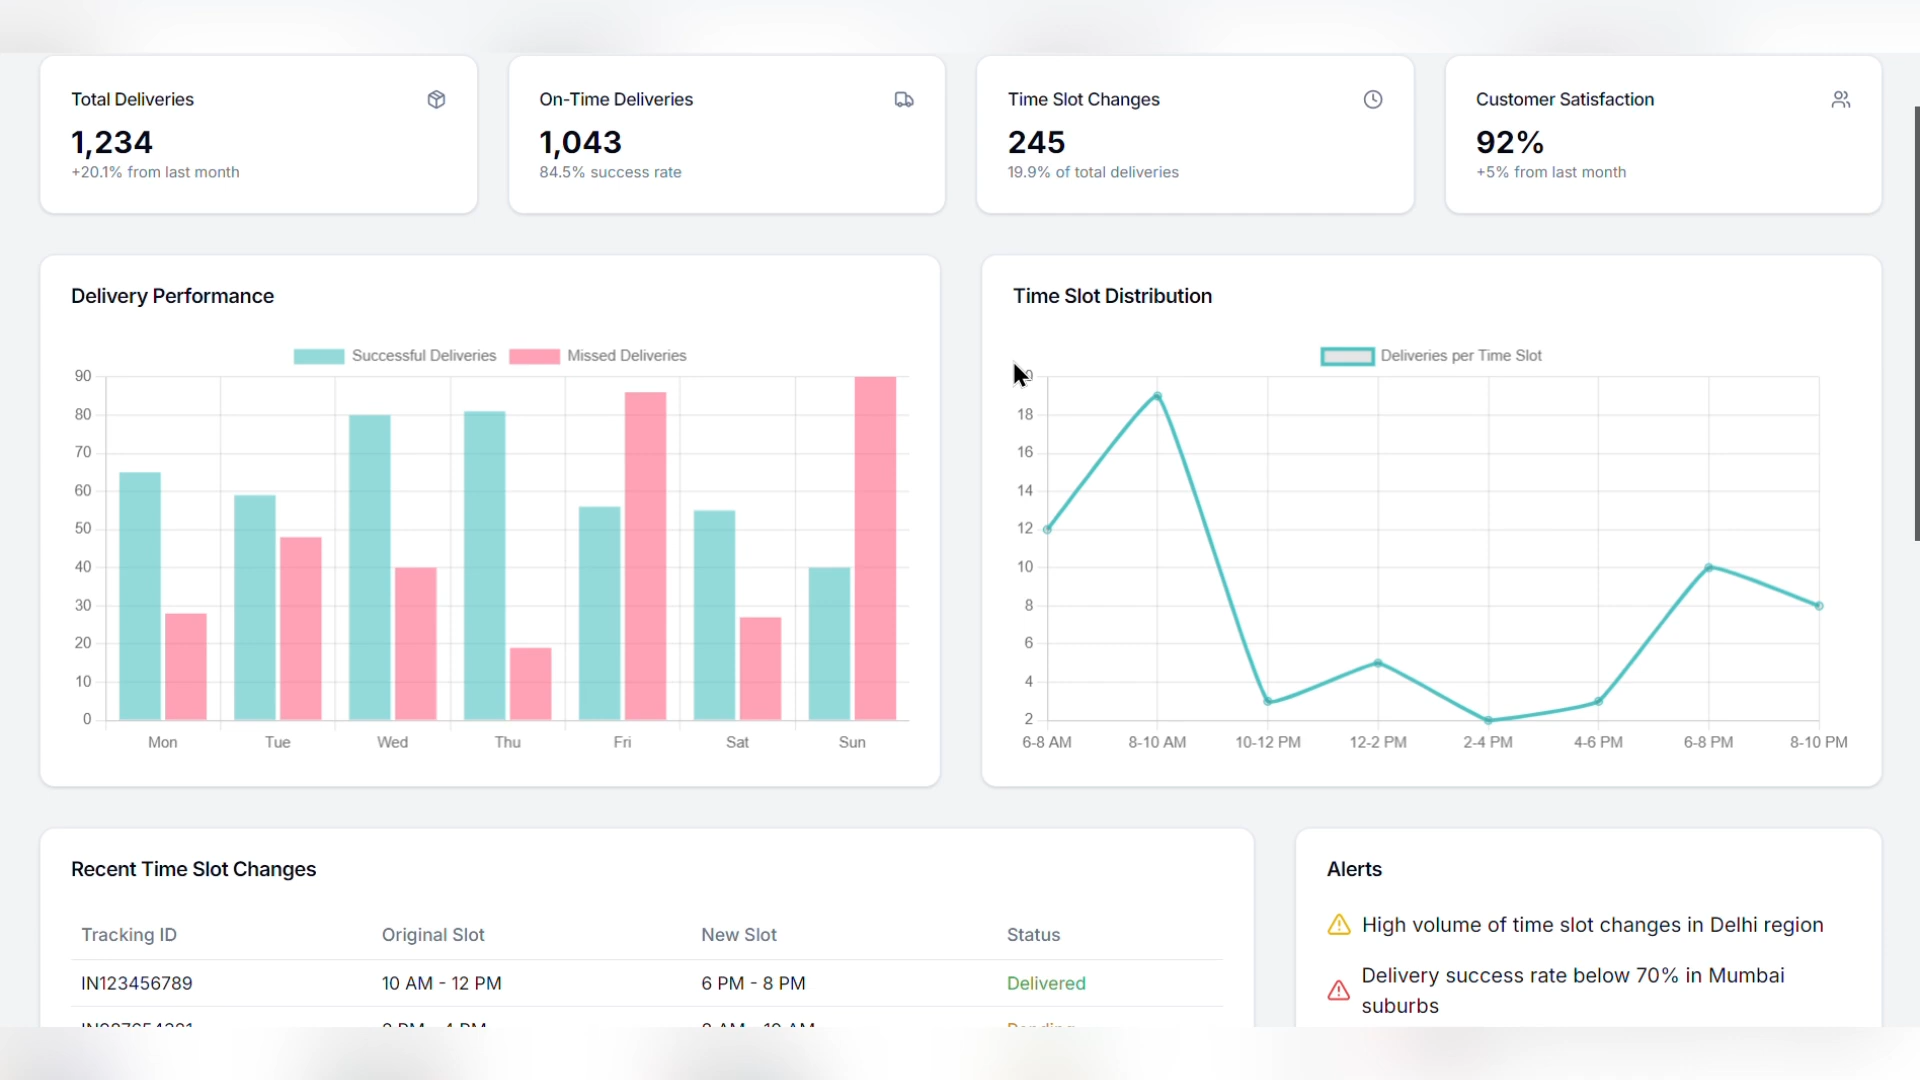 Total Deliveries
1,234
+20.1% from last month
On-Time Deliveries
1,043
84.5% success rate
Time Slot Changes
245
19.9% of total deliveries
Customer Satisfaction
92%
+5% from last month
Delivery Performance
Successful Deliveries Missed Deliveries
90
80
70
60
50
40
30
20
10
0
Mon Tue Wed Thu Fri Sat Sun
Time Slot Distribution
Deliveries per Time Slot
18
16
14
12
10
8
6
4
2
6-8 AM 8-10 AM 10-12 PM 12-2 PM 2-4 PM 4-6 PM 6-8 PM 8-10 PM
Recent Time Slot Changes
Tracking ID Original Slot New Slot Status
IN123456789 10 AM - 12 PM 6 PM - 8 PM Delivered
Alerts
High volume of time slot changes in Delhi region
Delivery success rate below 70% in Mumbai
suburbs